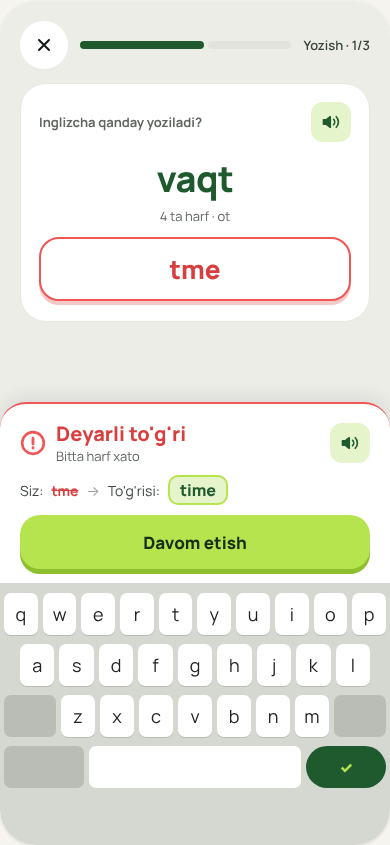 Yozish · 1/3
Inglizcha qanday yoziladi?
vaqt
4 ta harf · ot
tme
Deyarli to'g'ri
Bitta harf xato
Siz: tme → To'g'risi: time
Davom etish
q w e r t y u i o p
a s d f g h j k l
z x c v b n m